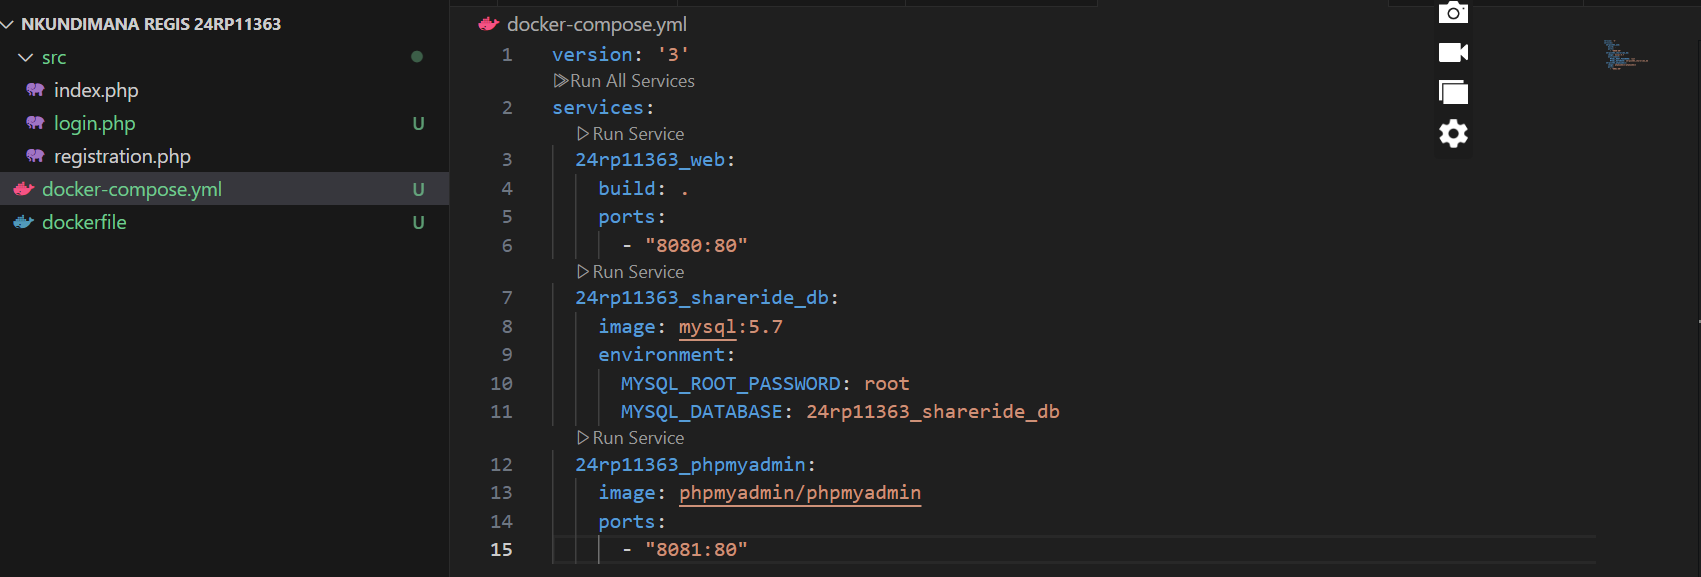 NKUNDIMANA REGIS 24RP11363
src
index.php
login.php U
registration.php
docker-compose.yml U
dockerfile U
docker-compose.yml
1 version: '3'
Run All Services
2 services:
Run Service
3 24rp11363_web:
4 build: .
5 ports:
6 - "8080:80"
Run Service
7 24rp11363_shareride_db:
8 image: mysql:5.7
9 environment:
10 MYSQL_ROOT_PASSWORD: root
11 MYSQL_DATABASE: 24rp11363_shareride_db
Run Service
12 24rp11363_phpmyadmin:
13 image: phpmyadmin/phpmyadmin
14 ports:
15 - "8081:80"